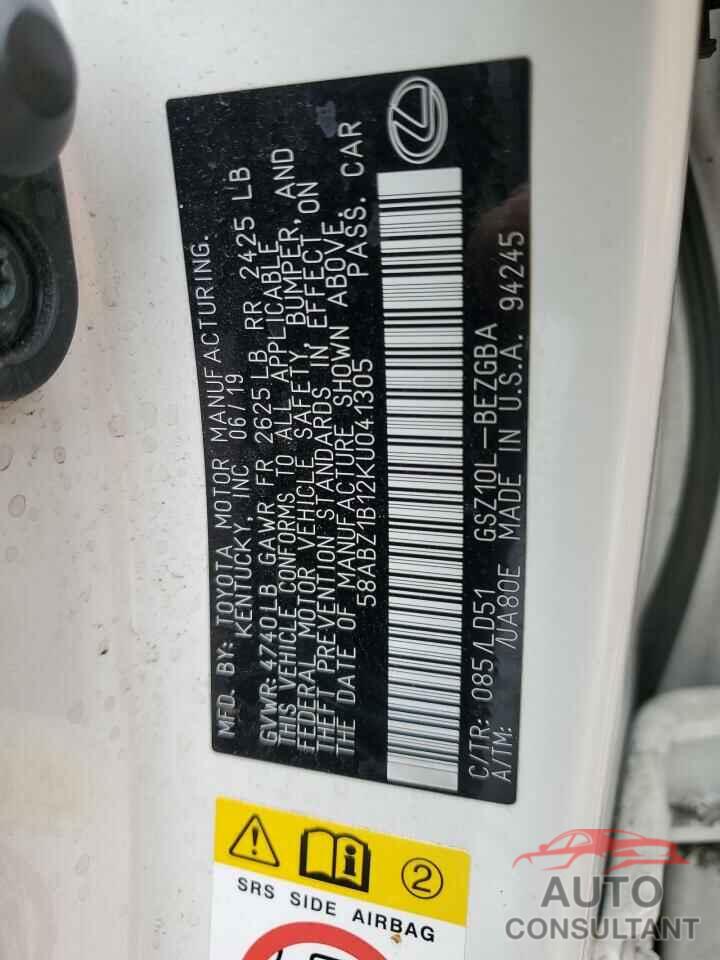 MFD. BY: TOYOTA MOTOR MANUFACTURING.
KENTUCKY, INC 06/19
GVWR: 4740 LB GAWR FR 2625 LB RR 2425 LB
THIS VEHICLE CONFORMS TO ALL APPLICABLE
FEDERAL MOTOR VEHICLE SAFETY, BUMPER, AND
THEFT PREVENTION STANDARDS IN EFFECT ON
THE DATE OF MANUFACTURE SHOWN ABOVE.
58ABZ1B12KU041305 PASS. CAR
C/TR: 085/LD51 GSZ10L-BEZGBA
A/TM: /UA80E MADE IN U.S.A. 94245
2
SRS SIDE AIRBAG
AUTO
CONSULTANT